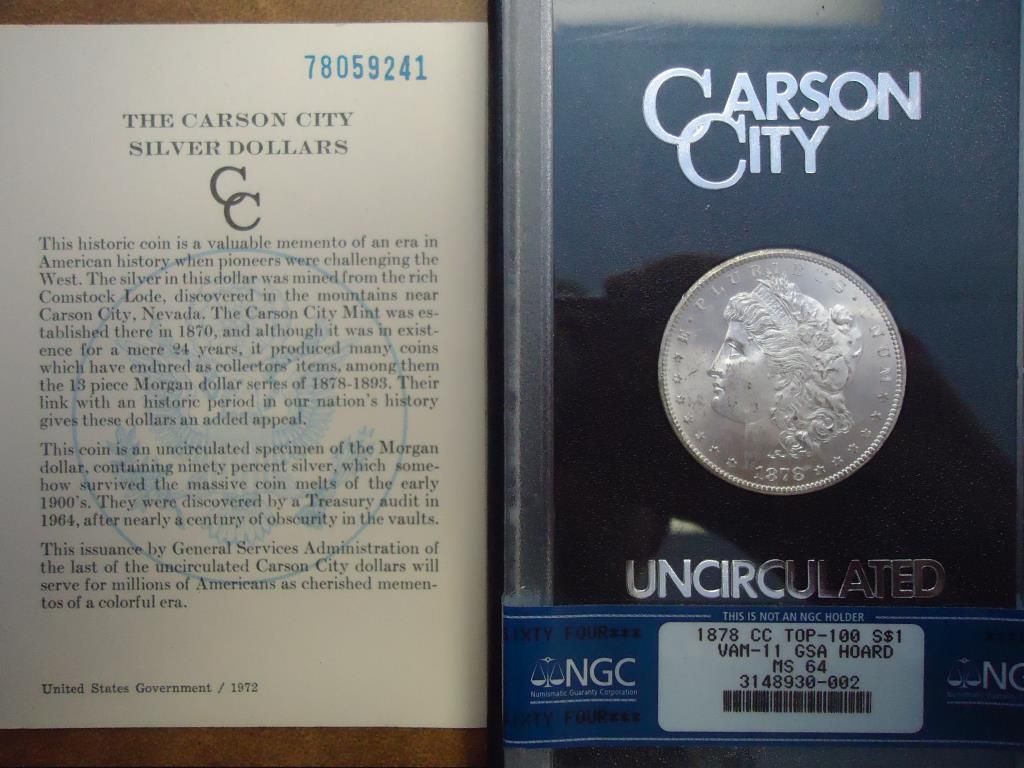 78059241
THE CARSON CITY
SILVER DOLLARS
CC
This historic coin is a valuable memento of an era in
American history when pioneers were challenging the
West. The silver in this dollar was mined from the rich
Comstock Lode, discovered in the mountains near
Carson City, Nevada. The Carson City Mint was es-
tablished there in 1870, and although it was in exist-
ence for a mere 24 years, it produced many coins
which have endured as collectors' items, among them
the 13 piece Morgan dollar series of 1878-1893. Their
link with an historic period in our nation's history
gives these dollars an added appeal.
This coin is an uncirculated specimen of the Morgan
dollar, containing ninety percent silver, which some-
how survived the massive coin melts of the early
1900's. They were discovered by a Treasury audit in
1964, after nearly a century of obscurity in the vaults.
This issuance by General Services Administration of
the last of the uncirculated Carson City dollars will
serve for millions of Americans as cherished memen-
tos of a colorful era.
United States Government / 1972
CARSON
CITY
E · PLURIBUS · UNUM
1878
UNCIRCULATED
THIS IS NOT AN NGC HOLDER
SIXTY FOUR***
NGC
Numismatic Guaranty Corporation
SIXTY FOUR***
1878 CC TOP-100 S$1
VAM-11 GSA HOARD
MS 64
3148930-002
NG
Numismatic Gua